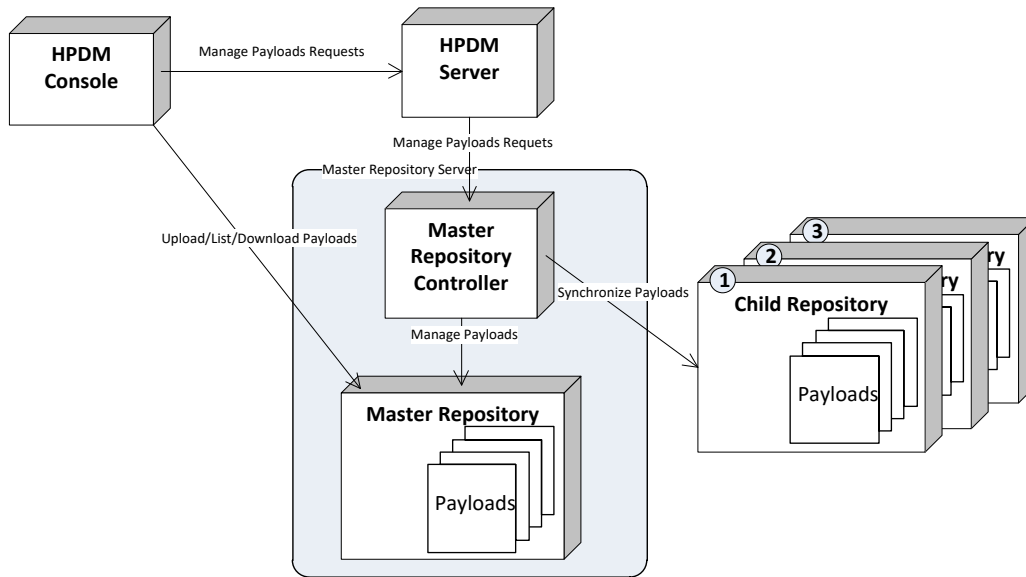 HPDM
Console
Manage Payloads Requests
HPDM
Server
Manage Payloads Requets
Master Repository Server
Master
Repository
Controller
Upload/List/Download Payloads
Synchronize Payloads
Manage Payloads
Master Repository
Payloads
3
2
1
Child Repository
Payloads